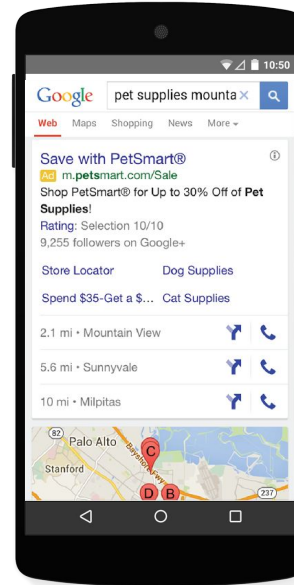 10:50
Google pet supplies mounta ×
Web Maps Shopping News More
Save with PetSmart®
Ad m.petsmart.com/Sale
Shop PetSmart® for Up to 30% Off of Pet
Supplies!
Rating: Selection 10/10
9,255 followers on Google+
Store Locator Dog Supplies
Spend $35-Get a $... Cat Supplies
2.1 mi • Mountain View
5.6 mi • Sunnyvale
10 mi • Milpitas
82
Palo Alto
C
Stanford
Bayshore Fwy
D B
237